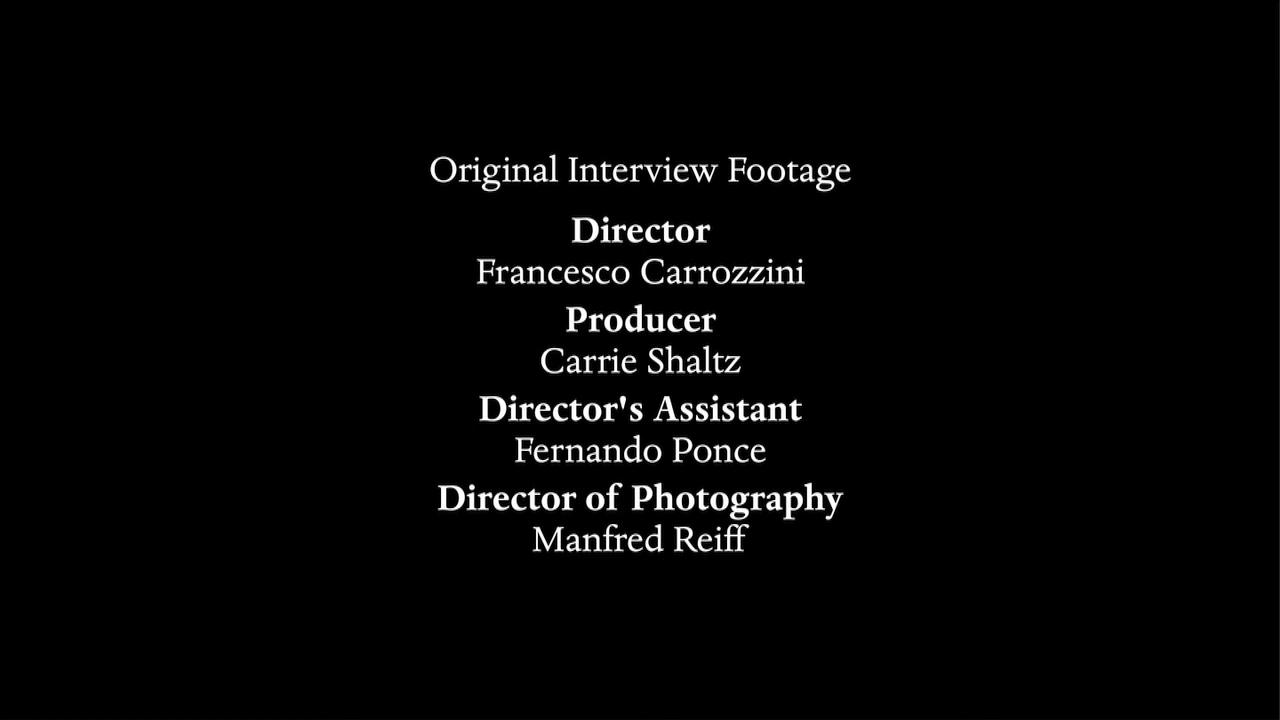 Original Interview Footage
Director
Francesco Carrozzini
Producer
Carrie Shaltz
Director's Assistant
Fernando Ponce
Director of Photography
Manfred Reiff